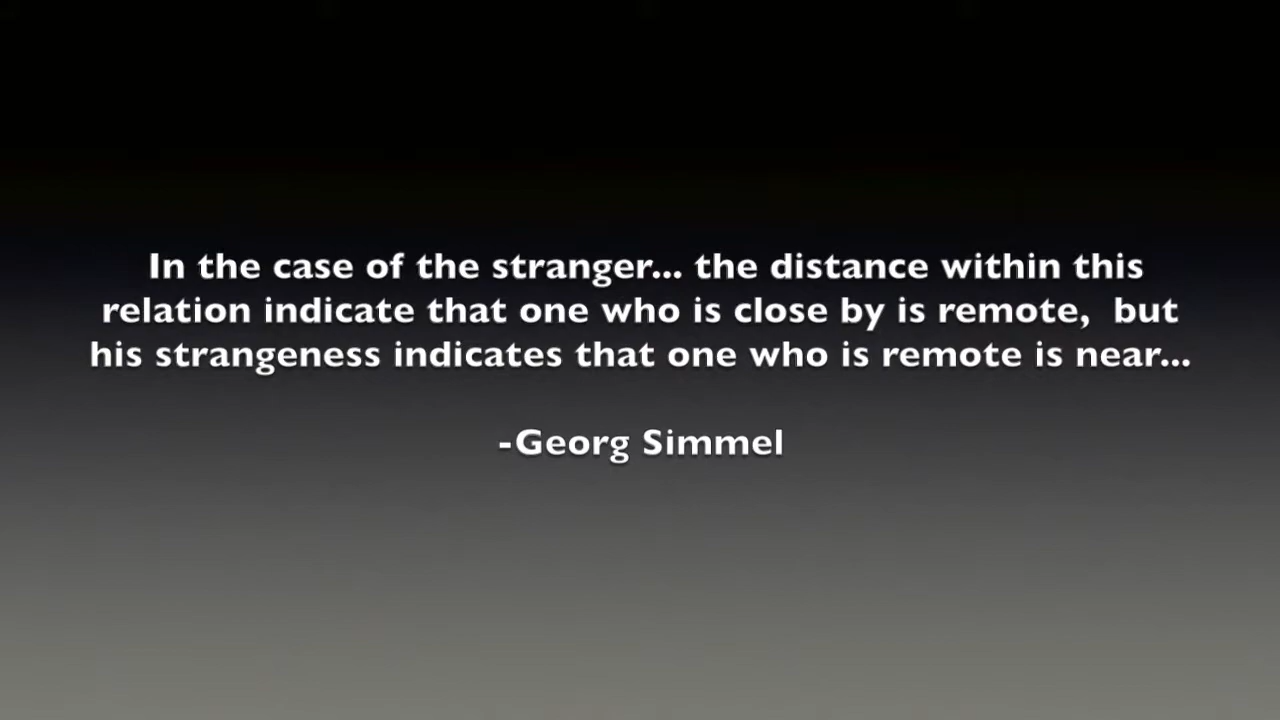 In the case of the stranger... the distance within this
relation indicate that one who is close by is remote,  but
his strangeness indicates that one who is remote is near...
-Georg Simmel